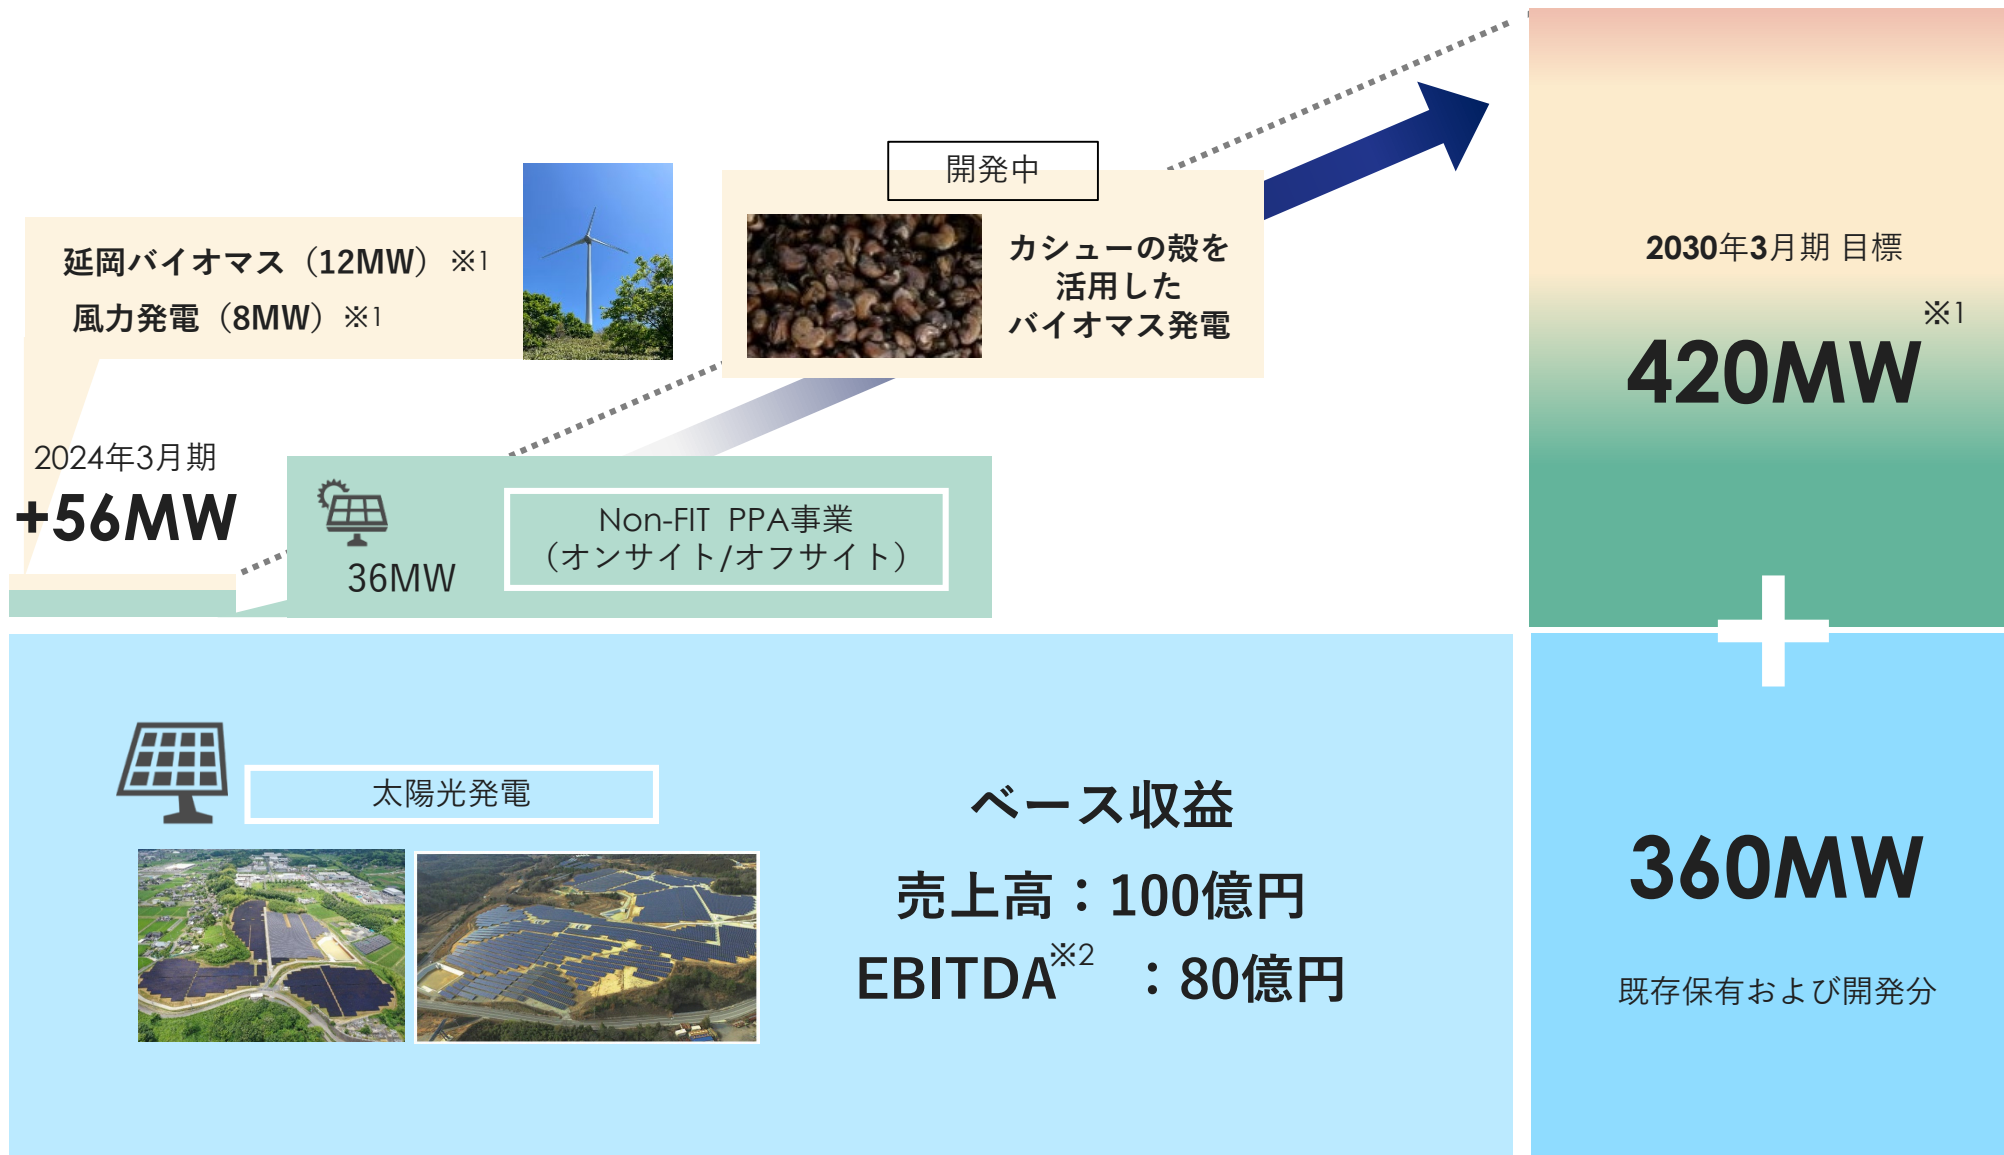 開発中
カシューの殻を
活用した
バイオマス発電
延岡バイオマス（12MW）※1
風力発電（8MW）※1
2024年3月期
+56MW
36MW
Non-FIT PPA事業
（オンサイト/オフサイト）
2030年3月期 目標
※1
420MW
+
太陽光発電
ベース収益
売上高：100億円
EBITDA※2 ：80億円
360MW
既存保有および開発分